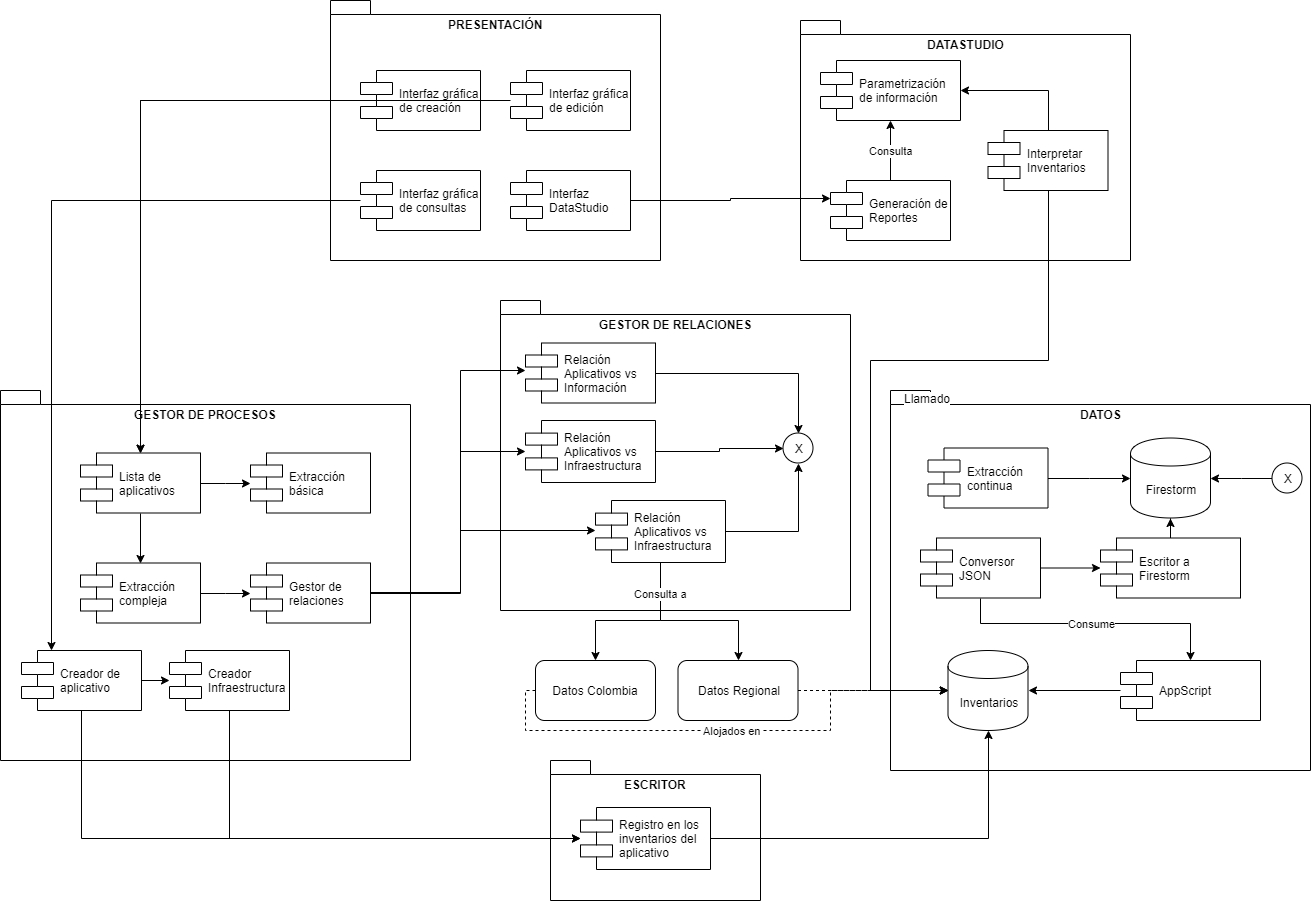 PRESENTACIÓN
Interfaz gráfica
de creación
Interfaz gráfica
de edición
Interfaz gráfica
de consultas
Interfaz
DataStudio
DATASTUDIO
Parametrización
de información
Consulta
Interpretar
Inventarios
Generación de
Reportes
GESTOR DE RELACIONES
Relación
Aplicativos vs
Información
Relación
Aplicativos vs
Infraestructura
X
Relación
Aplicativos vs
Infraestructura
Consulta a
Datos Colombia
Datos Regional
Alojados en
GESTOR DE PROCESOS
Lista de
aplicativos
Extracción
básica
Extracción
compleja
Gestor de
relaciones
Creador de
aplicativo
Creador
Infraestructura
Llamado
DATOS
Extracción
continua
Firestorm
X
Conversor
JSON
Escritor a
Firestorm
Consume
Inventarios
AppScript
ESCRITOR
Registro en los
inventarios del
aplicativo